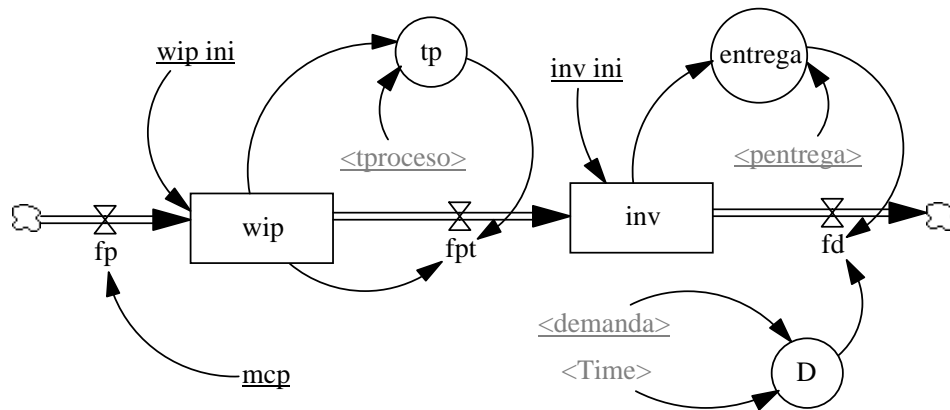 wip ini
tp
inv ini
entrega
<tproceso>
<pentrega>
wip
inv
fp
fpt
fd
<demanda>
<Time>
D
mcp